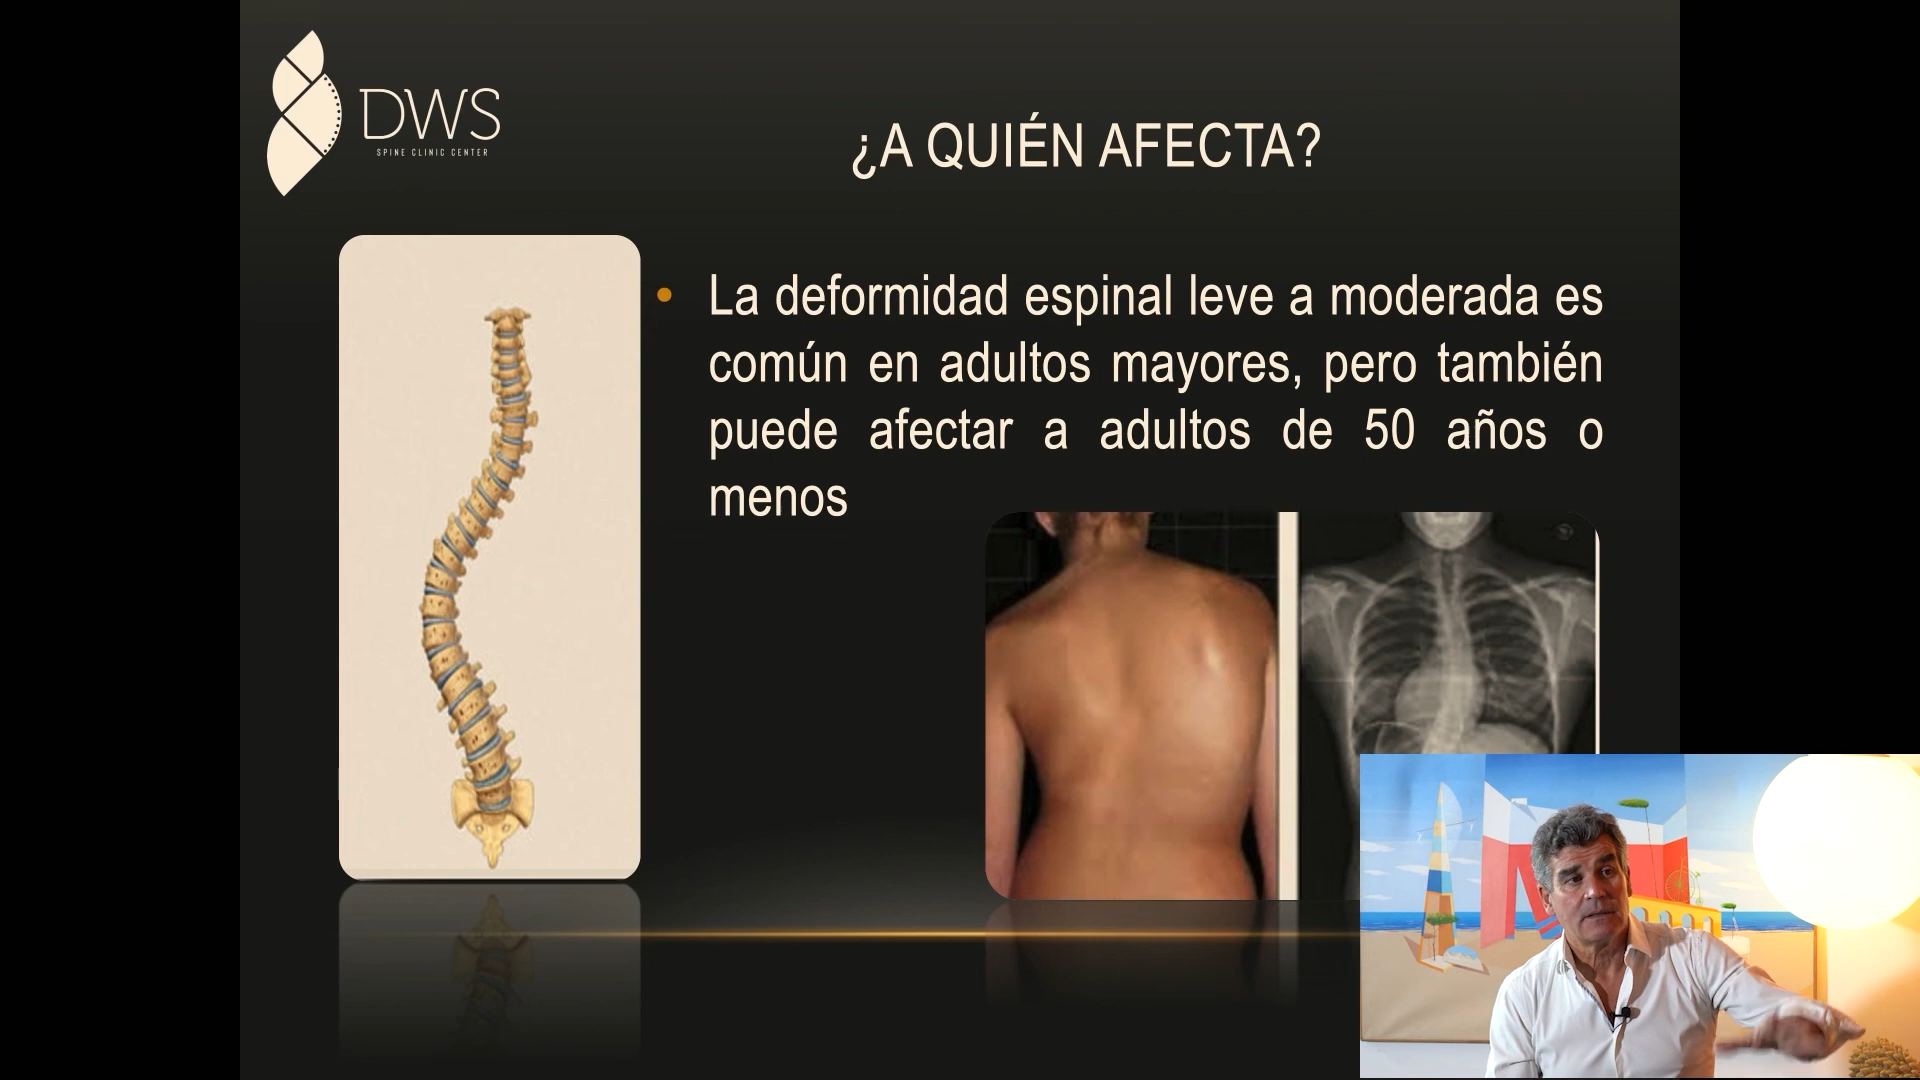 DWS
SPINE CLINIC CENTER
¿A QUIÉN AFECTA?
• La deformidad espinal leve a moderada es
común en adultos mayores, pero también
puede afectar a adultos de 50 años o
menos